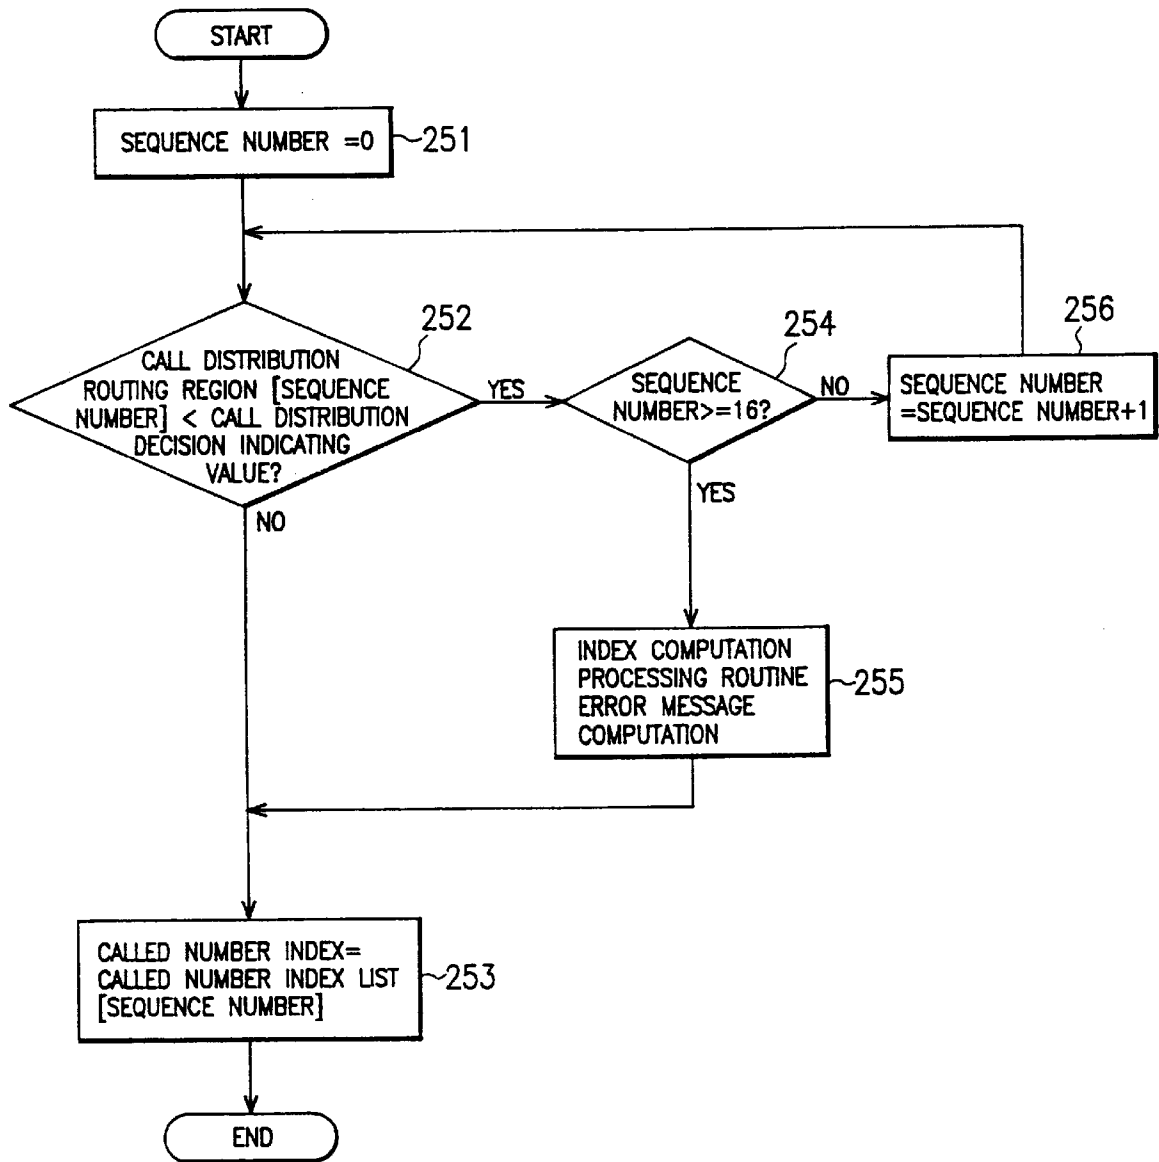 START
SEQUENCE NUMBER =0
251
252
CALL DISTRIBUTION
ROUTING REGION [SEQUENCE
NUMBER] < CALL DISTRIBUTION
DECISION INDICATING
VALUE?
YES
NO
254
SEQUENCE
NUMBER>=16?
NO
YES
256
SEQUENCE NUMBER
=SEQUENCE NUMBER+1
INDEX COMPUTATION
PROCESSING ROUTINE
ERROR MESSAGE
COMPUTATION
255
CALLED NUMBER INDEX=
CALLED NUMBER INDEX LIST
[SEQUENCE NUMBER]
253
END